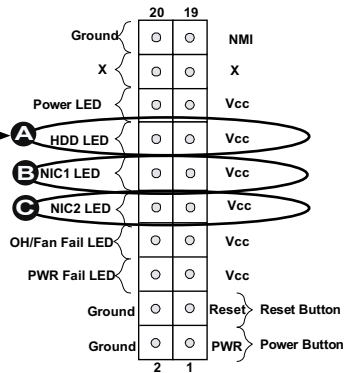 20 19
Ground NMI
X X
Power LED Vcc
A HDD LED Vcc
B NIC1 LED Vcc
C NIC2 LED Vcc
OH/Fan Fail LED Vcc
PWR Fail LED Vcc
Ground Reset Reset Button
Ground PWR Power Button
2 1